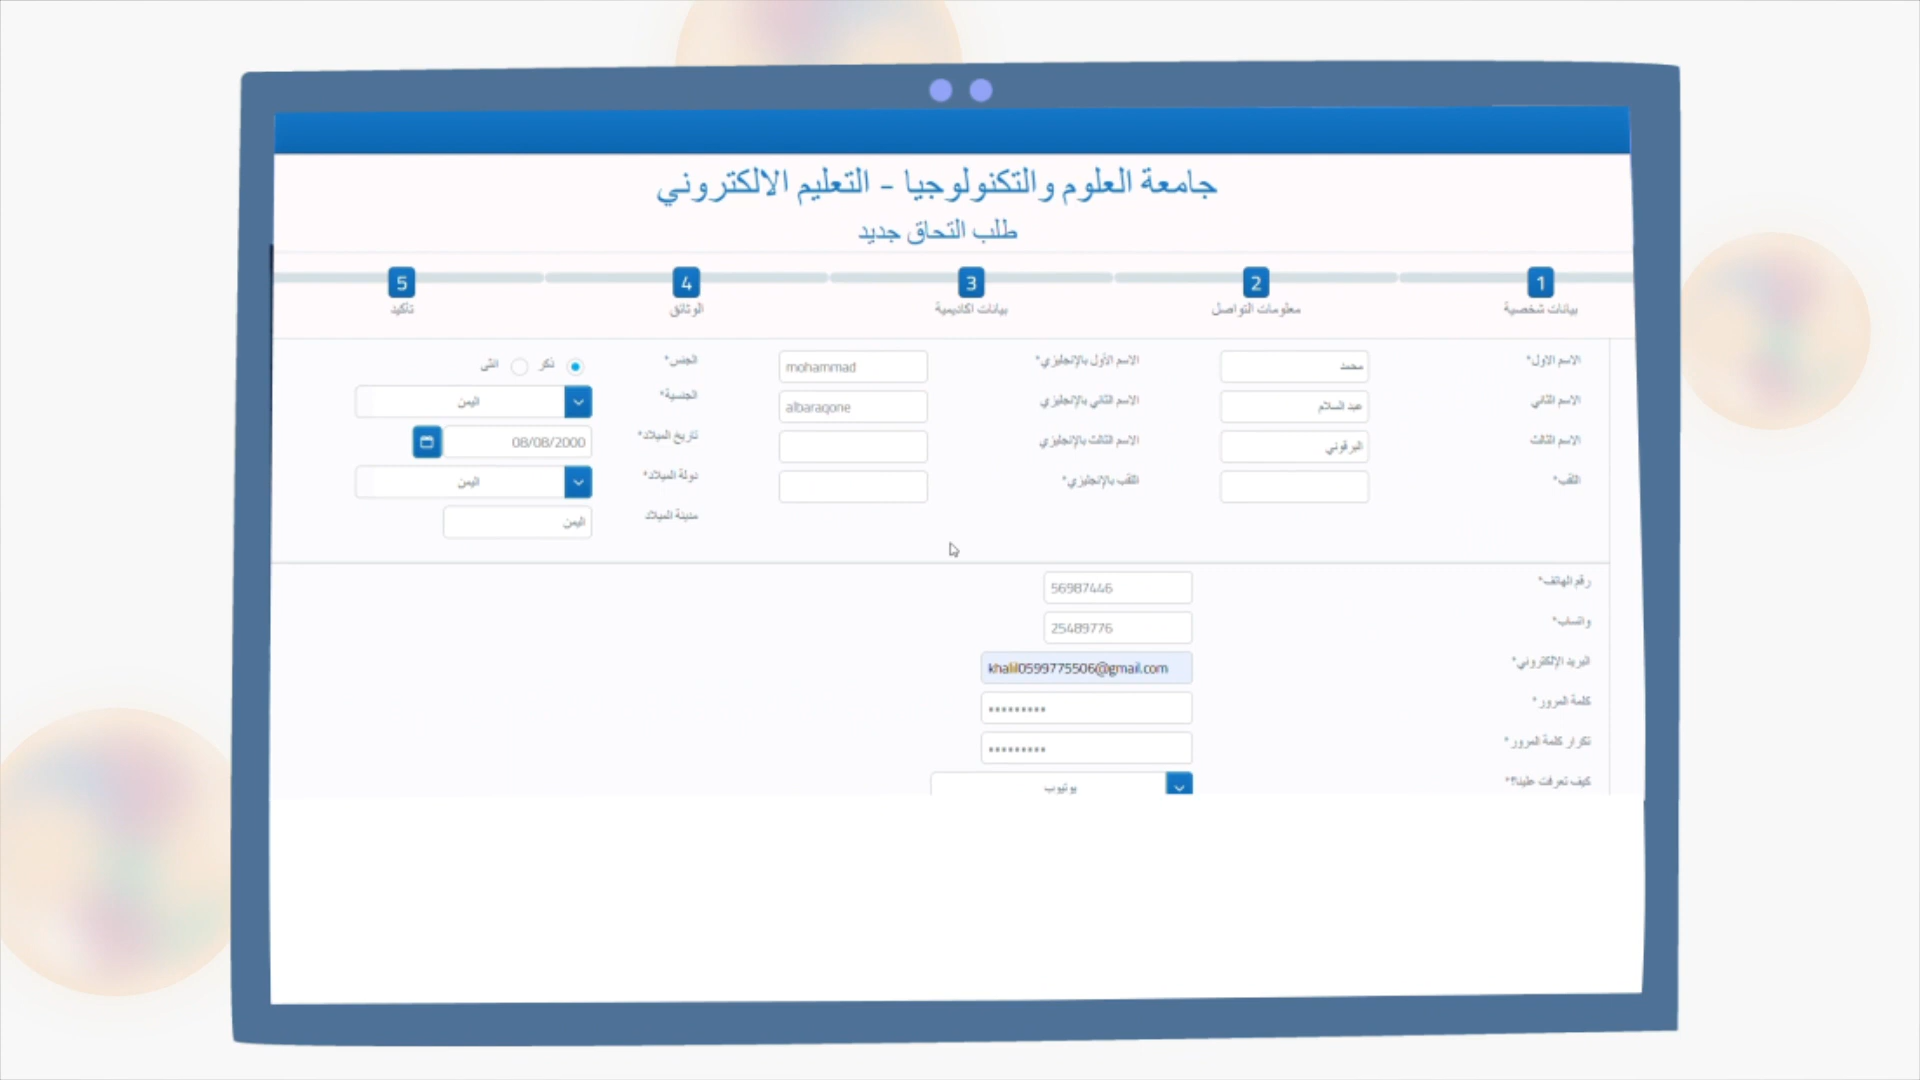 جامعة العلوم والتكنولوجيا - التعليم الالكتروني
طلب التحاق جديد
1 2 3 4 5
بيانات شخصية معلومات التواصل بيانات اكاديمية الوثائق تأكيد
الاسم الاول* محمد الاسم الأول بالإنجليزي* mohammad الجنس* ذكر انثى
الاسم الثاني عبد السلام الاسم الثاني بالإنجليزي albaraqone الجنسية* اليمن
الاسم الثالث البرقوني الاسم الثالث بالإنجليزي تاريخ الميلاد* 08/08/2000
اللقب* اللقب بالإنجليزي* دولة الميلاد* اليمن
مدينة الميلاد اليمن
رقم الهاتف* 56987446
واتساب* 25489776
البريد الإلكتروني* khalil0599775506@gmail.com
كلمة المرور* •••••••••
تكرار كلمة المرور* •••••••••
كيف تعرفت علينا؟* يوتيوب